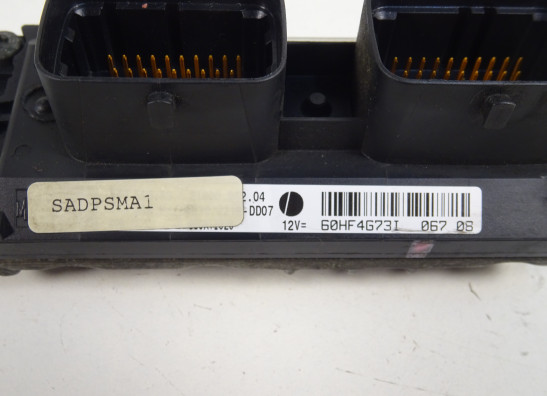 SADPSMA1
2.04
-DD07
12V= 60HF4G73I 067 08